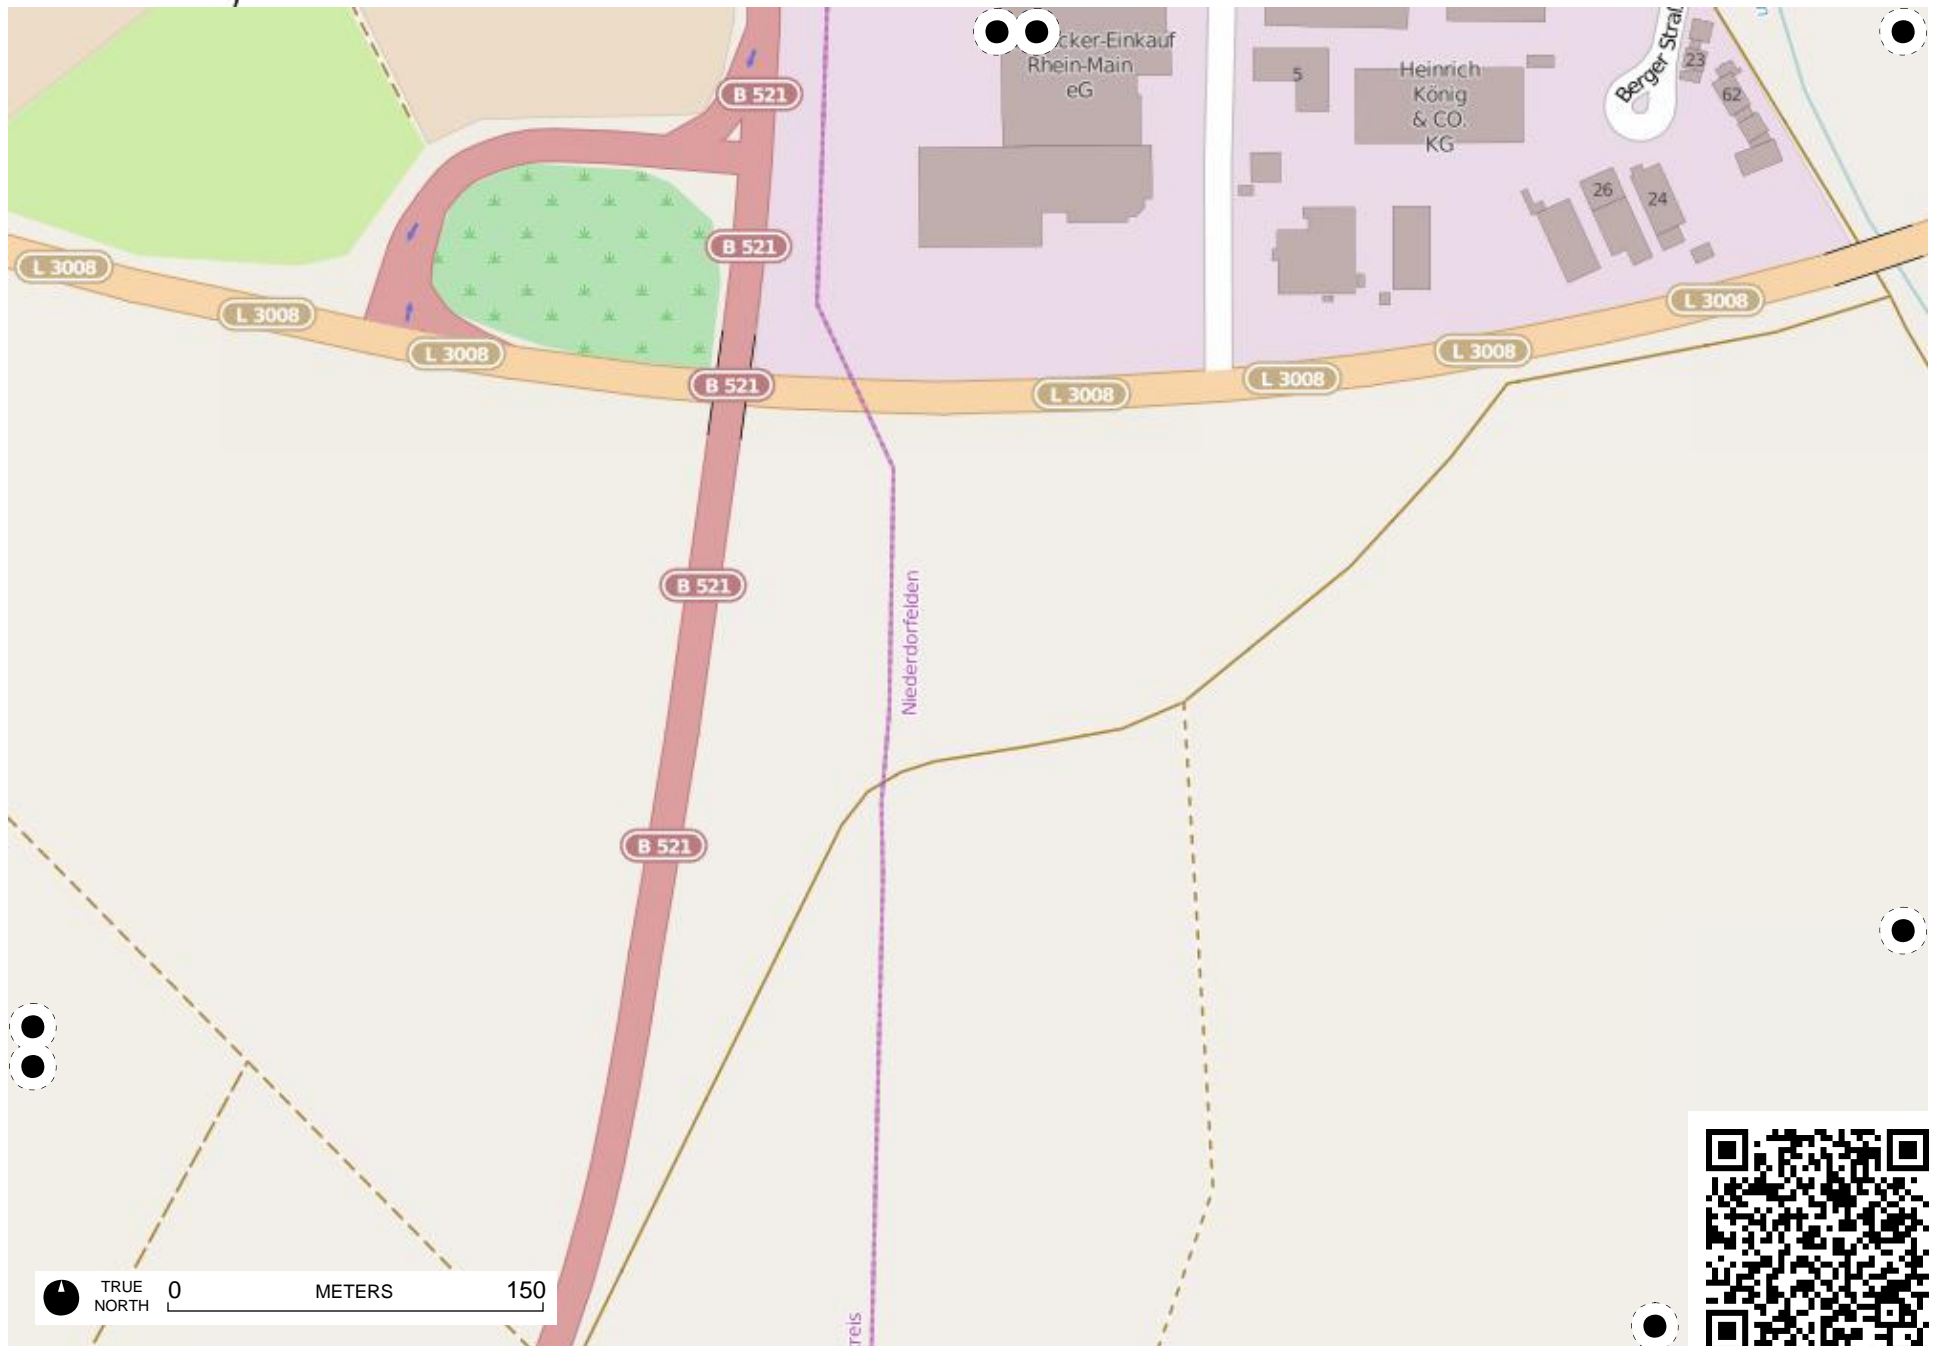 B 521
cker-Einkauf
Rhein-Main
eG
5
Heinrich
König
& CO.
KG
Berger Straß
23
62
26
24
B 521
L 3008
L 3008
L 3008
B 521
L 3008
L 3008
L 3008
L 3008
B 521
Niederdorfelden
B 521
TRUE
NORTH
0
METERS
150
reis